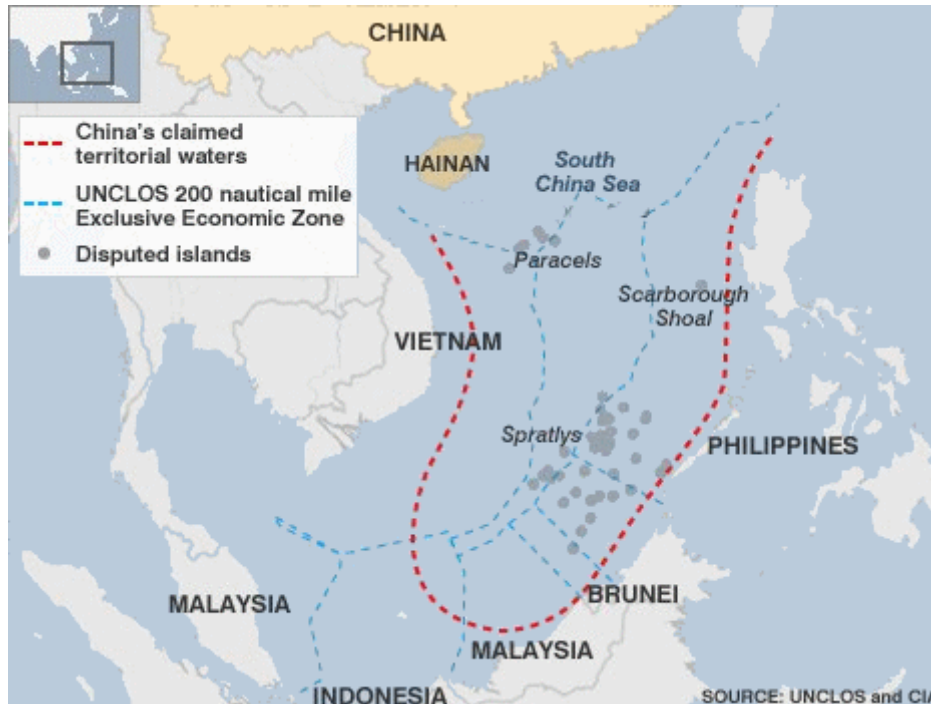 CHINA
China's claimed
territorial waters
UNCLOS 200 nautical mile
Exclusive Economic Zone
Disputed islands
HAINAN
South
China Sea
Paracels
Scarborough
Shoal
VIETNAM
Spratlys
PHILIPPINES
BRUNEI
MALAYSIA
MALAYSIA
INDONESIA
SOURCE: UNCLOS and CIA